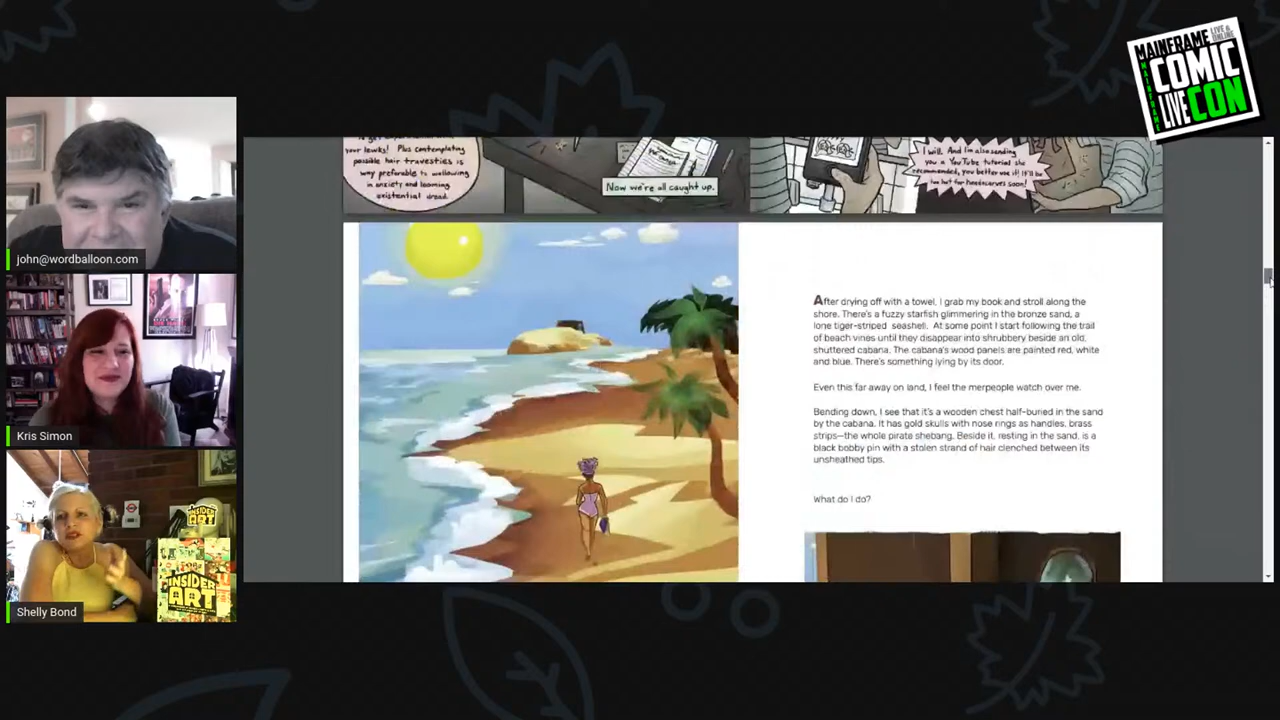 MAINFRAME LIVE & ONLINE
MAINFRAME
COMIC
LIVE CON
john@wordballoon.com
Kris Simon
INSIDER ART
INSIDER
ART
Shelly Bond
your lewks! Plus contemplating
possible hair travesties is
way preferable to wallowing
in anxiety and looming
existential dread.
Now we're all caught up.
I will. And I'm also sending
you a YouTube tutorial she
recommended, you better use it! It'll be
too hot for headscarves soon!
After drying off with a towel, I grab my book and stroll along the
shore. There's a fuzzy starfish glimmering in the bronze sand, a
lone tiger-striped seashell. At some point I start following the trail
of beach vines until they disappear into shrubbery beside an old,
shuttered cabana. The cabana's wood panels are painted red, white
and blue. There's something lying by its door.
Even this far away on land, I feel the merpeople watch over me.
Bending down, I see that it's a wooden chest half-buried in the sand
by the cabana. It has gold skulls with nose rings as handles, brass
strips—the whole pirate shebang. Beside it, resting in the sand, is a
black bobby pin with a stolen strand of hair clenched between its
unsheathed tips.
What do I do?